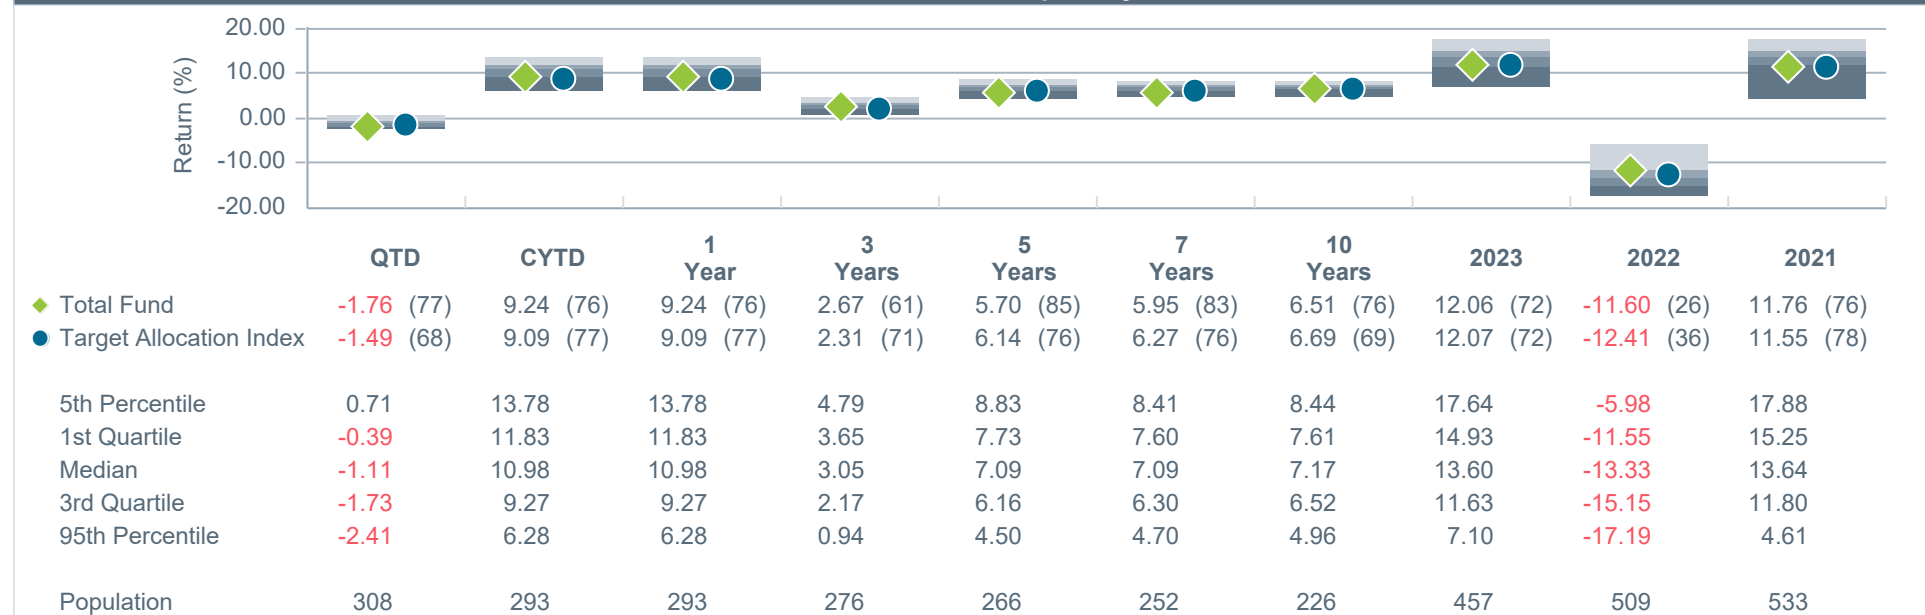 20.00
10.00
0.00
-10.00
-20.00
Return (%)
QTD CYTD 1 Year 3 Years 5 Years 7 Years 10 Years 2023 2022 2021
Total Fund -1.76 (77) 9.24 (76) 9.24 (76) 2.67 (61) 5.70 (85) 5.95 (83) 6.51 (76) 12.06 (72) -11.60 (26) 11.76 (76)
Target Allocation Index -1.49 (68) 9.09 (77) 9.09 (77) 2.31 (71) 6.14 (76) 6.27 (76) 6.69 (69) 12.07 (72) -12.41 (36) 11.55 (78)
5th Percentile 0.71 13.78 13.78 4.79 8.83 8.41 8.44 17.64 -5.98 17.88
1st Quartile -0.39 11.83 11.83 3.65 7.73 7.60 7.61 14.93 -11.55 15.25
Median -1.11 10.98 10.98 3.05 7.09 7.09 7.17 13.60 -13.33 13.64
3rd Quartile -1.73 9.27 9.27 2.17 6.16 6.30 6.52 11.63 -15.15 11.80
95th Percentile -2.41 6.28 6.28 0.94 4.50 4.70 4.96 7.10 -17.19 4.61
Population 308 293 293 276 266 252 226 457 509 533